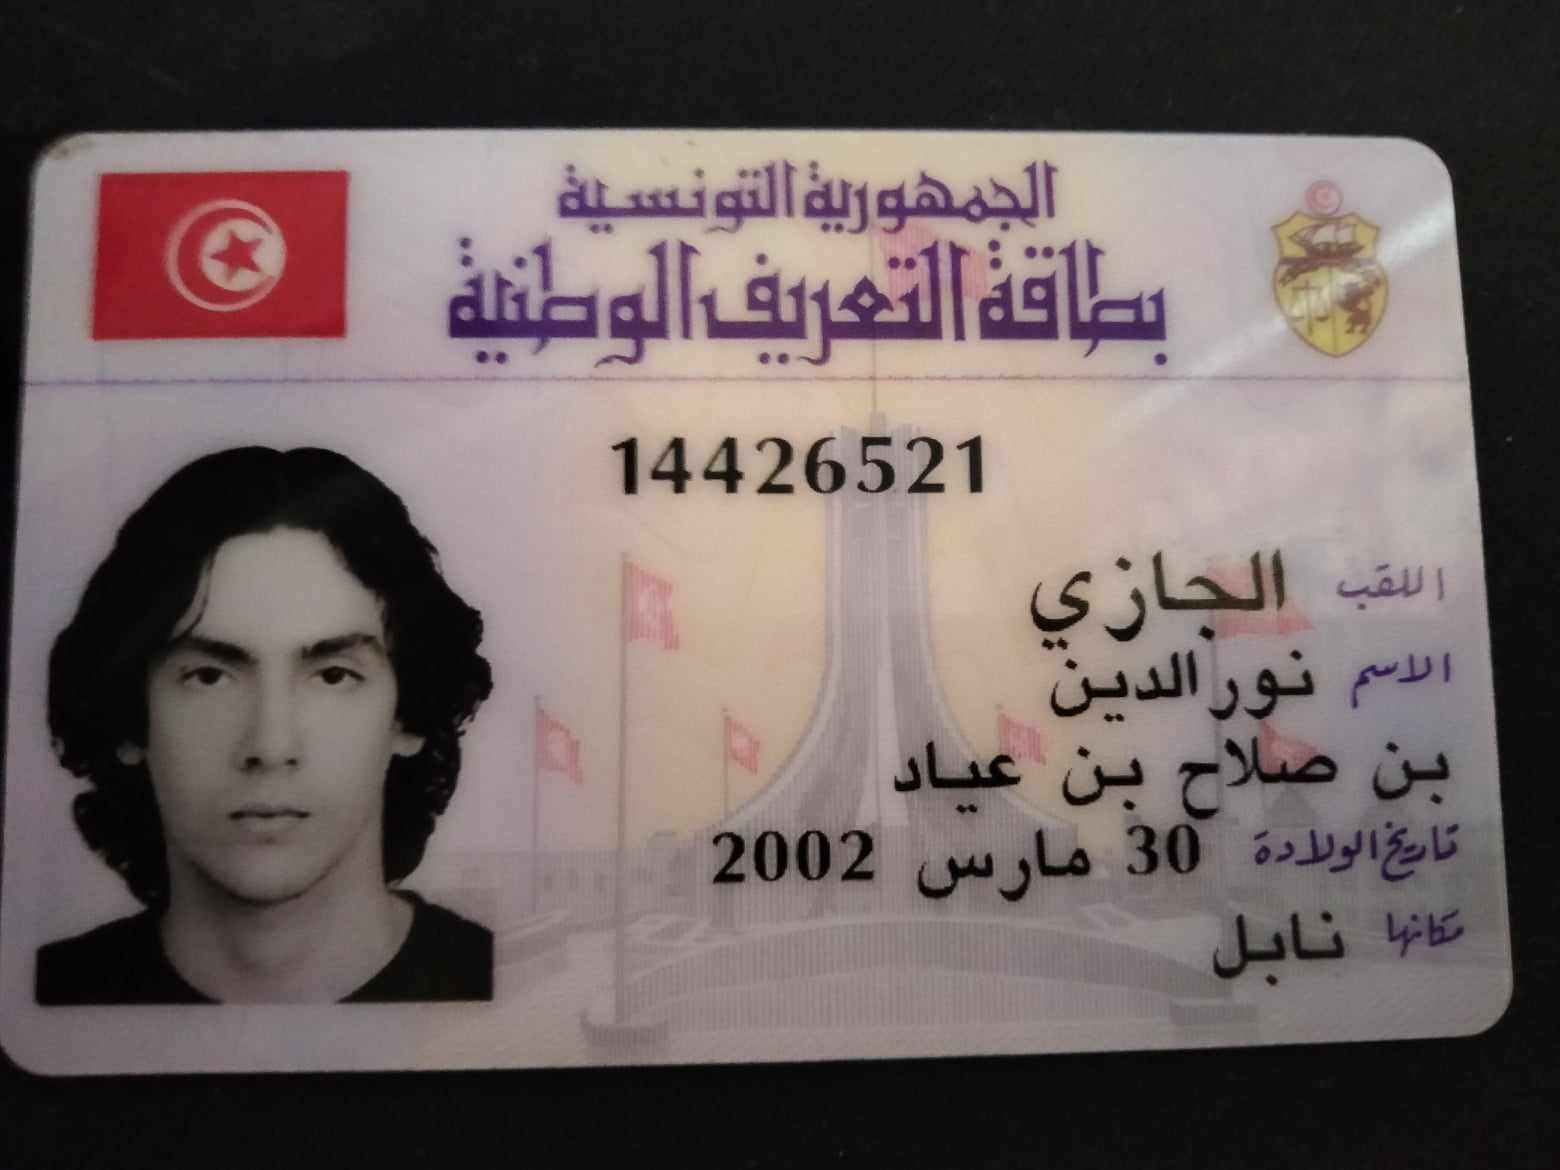 الجمهورية التونسية
بطاقة التعريف الوطنية
14426521
اللقب الجازي
الاسم نورالدين
بن صلاح بن عياد
تاريخ الولادة 30 مارس 2002
مكانها نابل